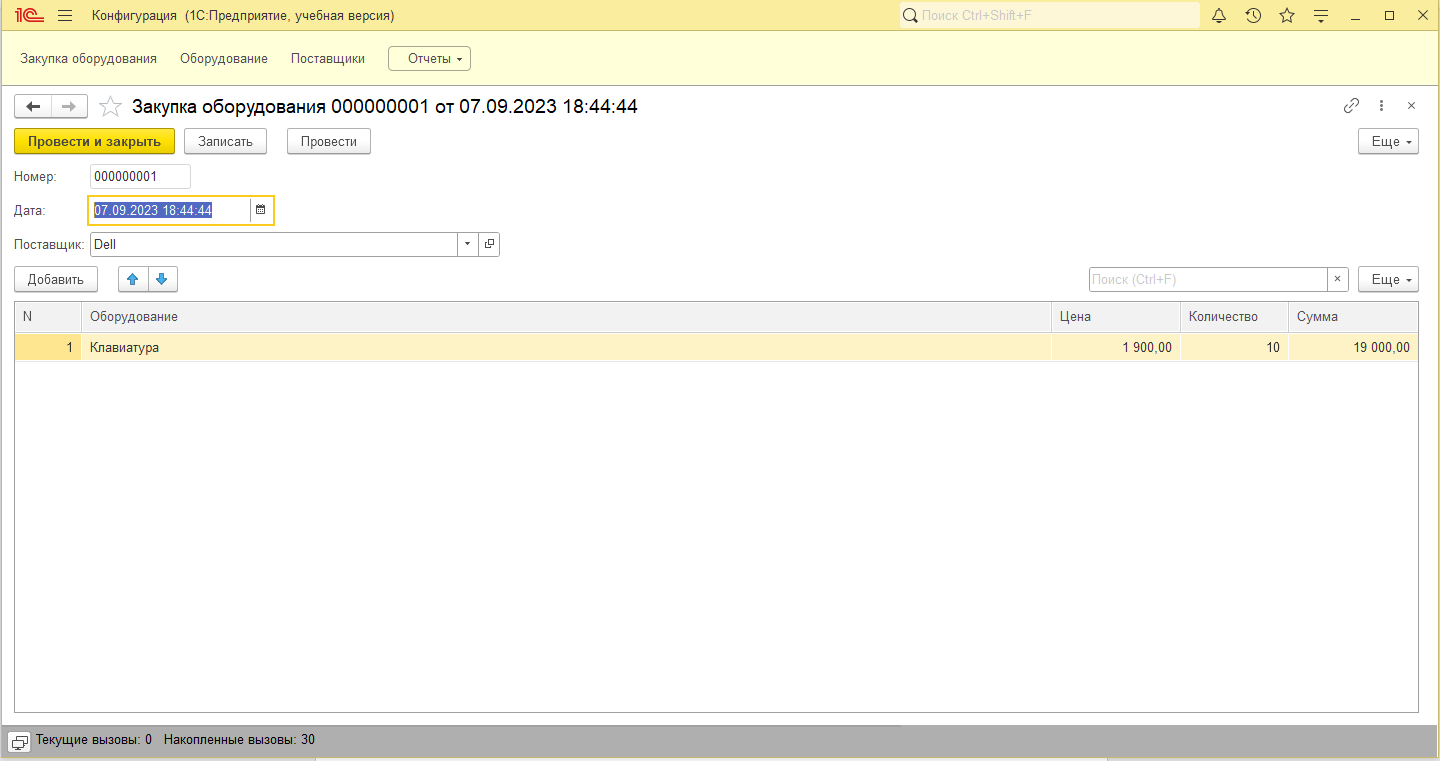 1С Конфигурация (1С:Предприятие, учебная версия) Поиск Ctrl+Shift+F
Закупка оборудования Оборудование Поставщики Отчеты
Закупка оборудования 000000001 от 07.09.2023 18:44:44
Провести и закрыть Записать Провести Еще
Номер: 000000001
Дата: 07.09.2023 18:44:44
Поставщик: Dell
Добавить Поиск (Ctrl+F) × Еще
N Оборудование Цена Количество Сумма
1 Клавиатура 1 900,00 10 19 000,00
Текущие вызовы: 0 Накопленные вызовы: 30